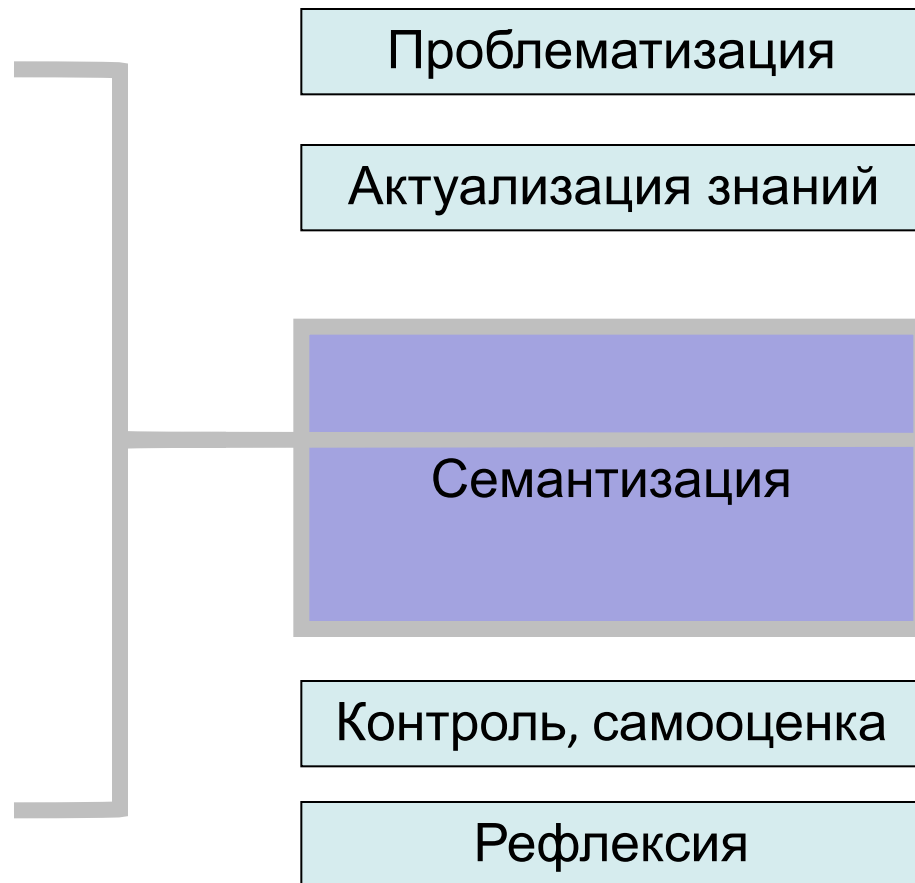 Проблематизация
Актуализация знаний
Семантизация
Контроль, самооценка
Рефлексия